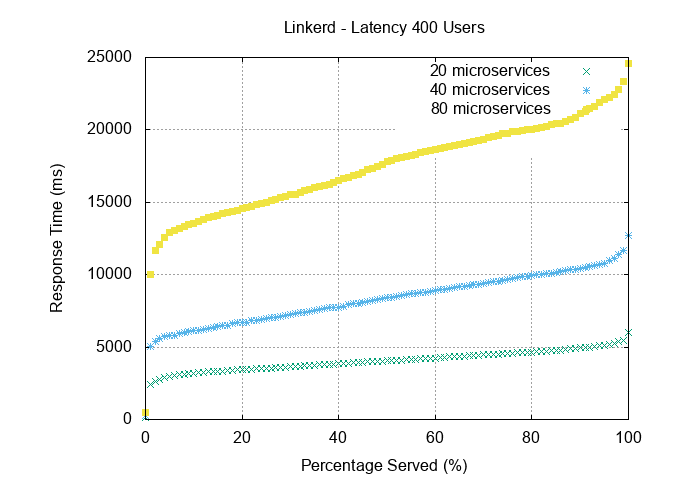 Linkerd - Latency 400 Users
25000
20000
15000
10000
5000
0
Response Time (ms)
20 microservices
40 microservices
80 microservices
0 20 40 60 80 100
Percentage Served (%)